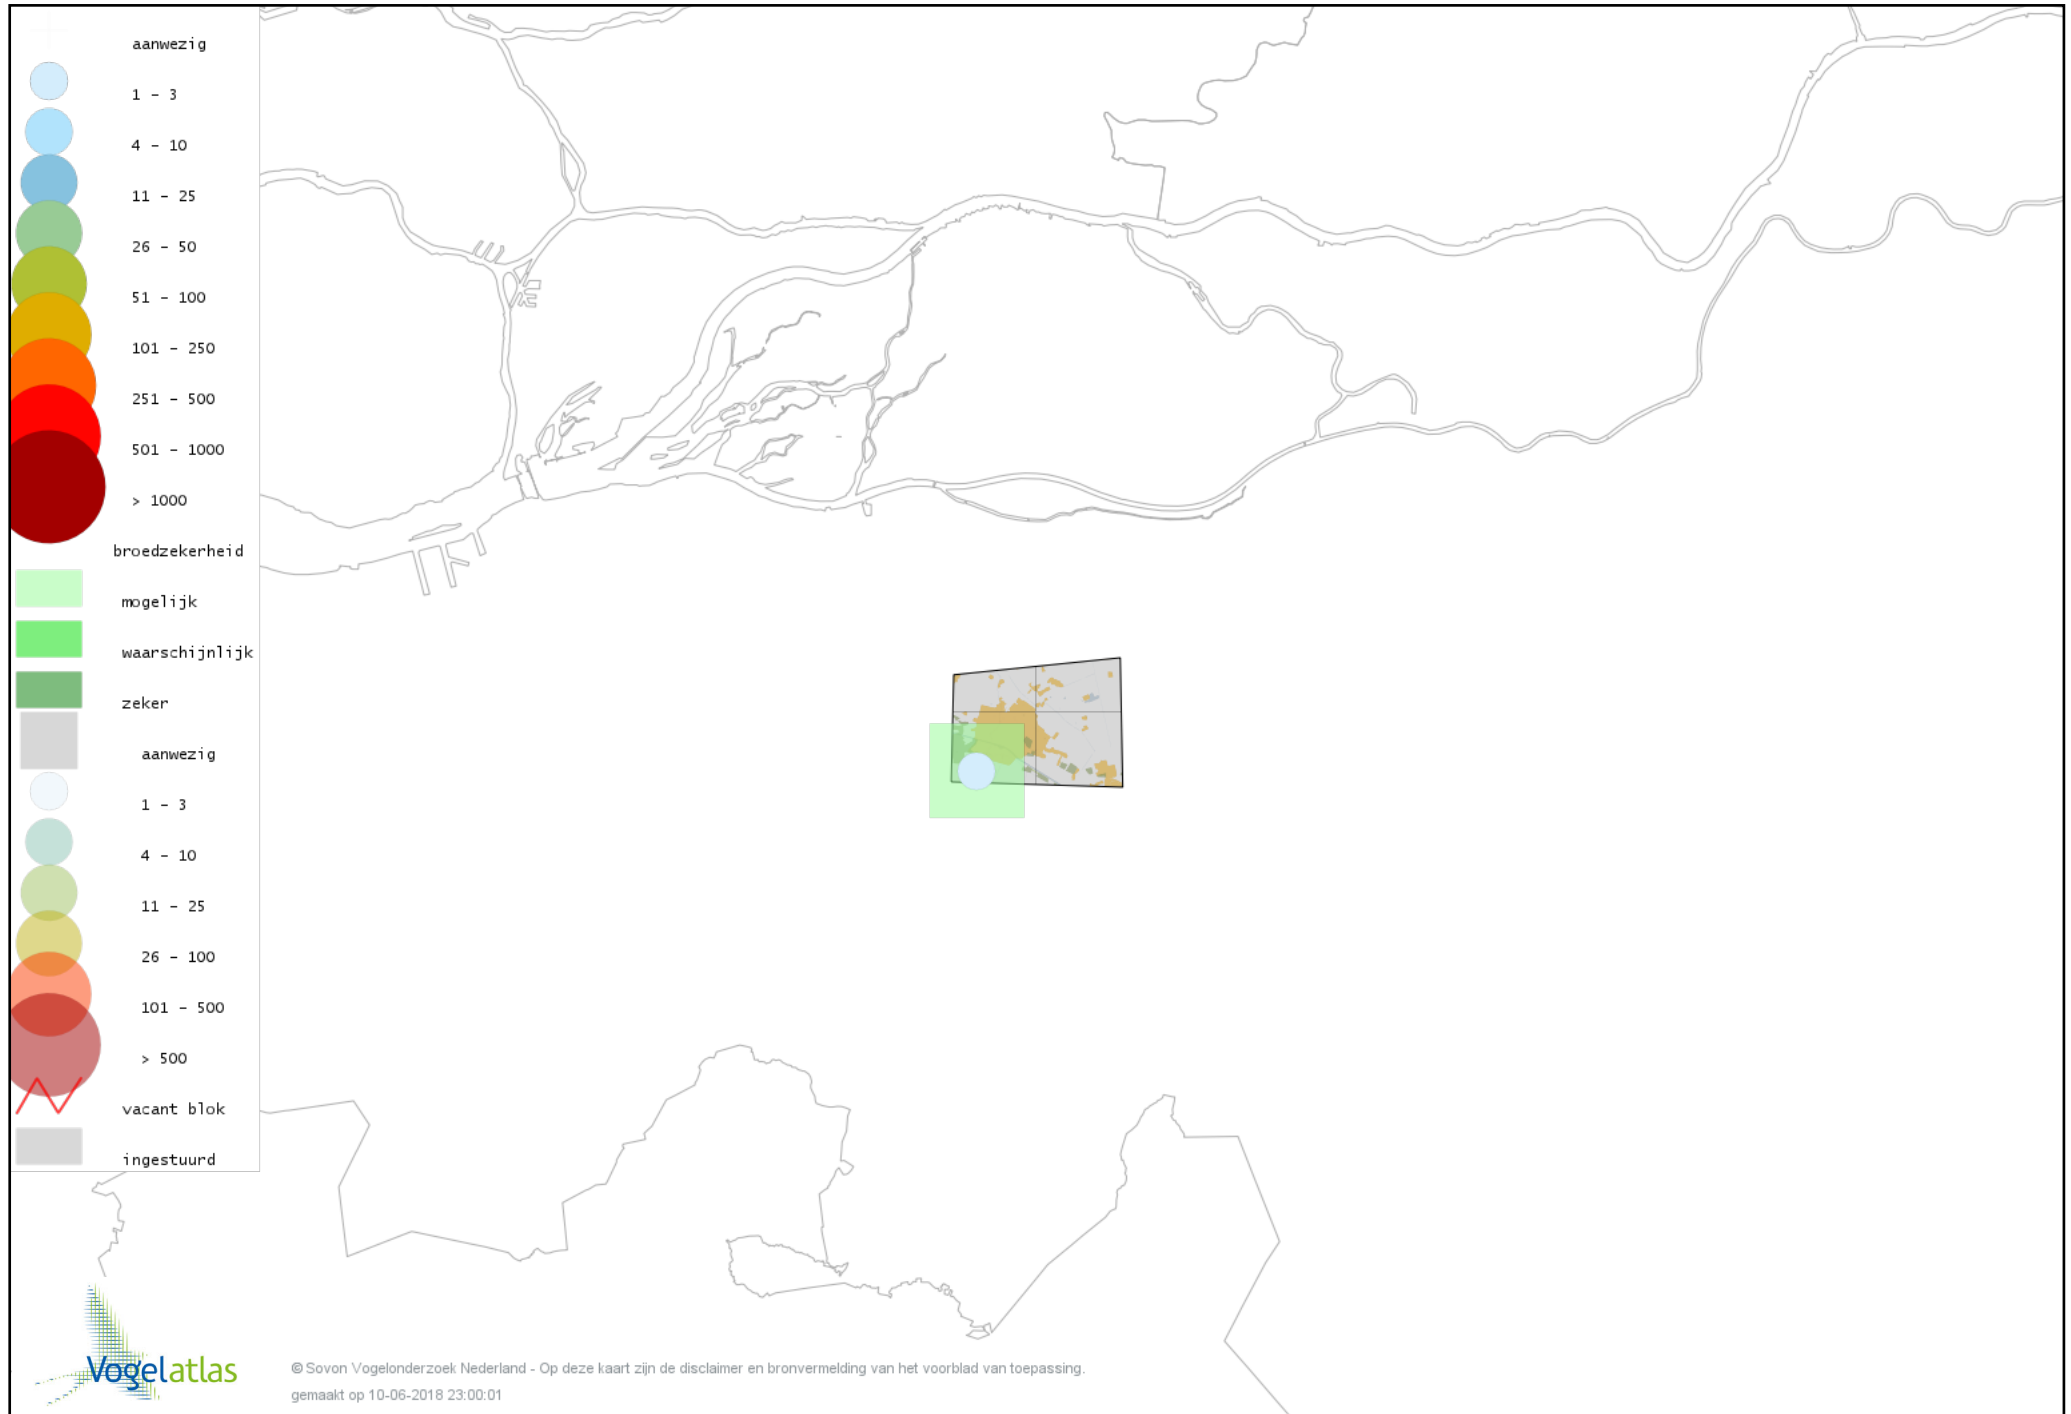 aanwezig
1 - 3
4 - 10
11 - 25
26 - 50
51 - 100
101 - 250
251 - 500
501 - 1000
> 1000
broedzekerheid
mogelijk
waarschijnlijk
zeker
aanwezig
1 - 3
4 - 10
11 - 25
26 - 100
101 - 500
> 500
vacant blok
ingestuurd
Vogelatlas
© Sovon Vogelonderzoek Nederland - Op deze kaart zijn de disclaimer en bronvermelding van het voorblad van toepassing.
gemaakt op 10-06-2018 23:00:01